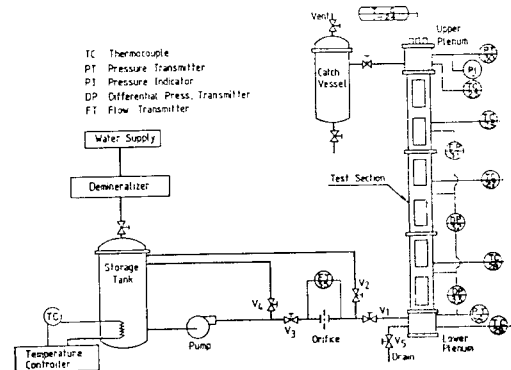 Vent
Upper
Plenum
TC Thermocouple
PT Pressure Transmitter
PI Pressure Indicator
DP Differential Press. Transmitter
FT Flow Transmitter
Catch
Vessel
PI
Water Supply
Demineralizer
Test Section
Storage
Tank
V2
V4
V1
V3
TC
Pump
Orifice
V5
Temperature
Controller
Drain
Lower
Plenum